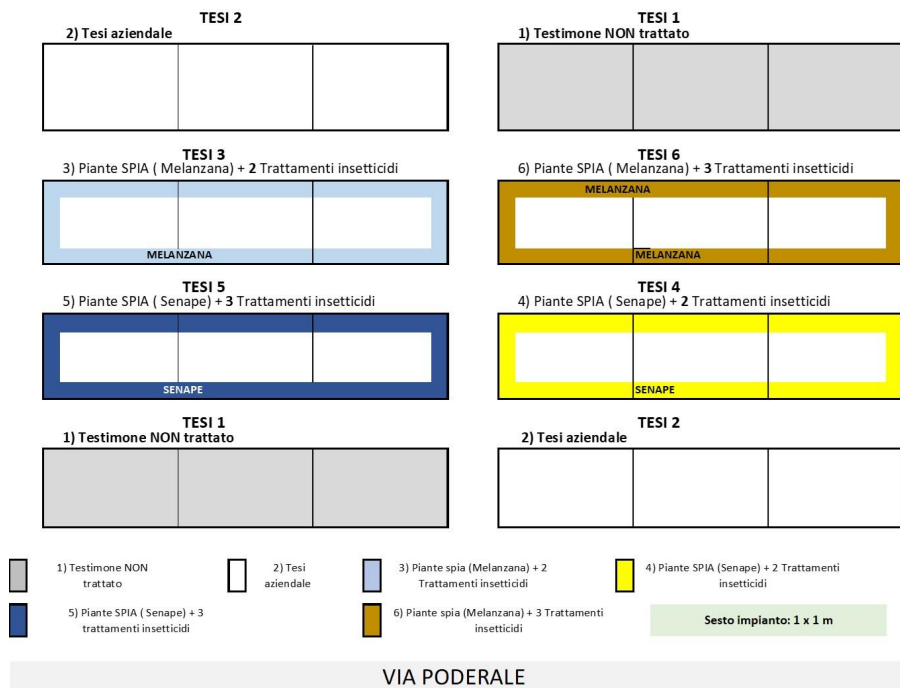 TESI 2
2) Tesi aziendale
TESI 1
1) Testimone NON trattato
TESI 3
3) Piante SPIA ( Melanzana) + 2 Trattamenti insetticidi
MELANZANA
TESI 6
6) Piante SPIA ( Melanzana) + 3 Trattamenti insetticidi
MELANZANA
MELANZANA
TESI 5
5) Piante SPIA ( Senape) + 3 Trattamenti insetticidi
SENAPE
TESI 4
4) Piante SPIA ( Senape) + 2 Trattamenti insetticidi
SENAPE
TESI 1
1) Testimone NON trattato
TESI 2
2) Tesi aziendale
1) Testimone NON
trattato
2) Tesi
aziendale
3) Piante spia (Melanzana) + 2
Trattamenti insetticidi
4) Piante SPIA (Senape) + 2 Trattamenti
insetticidi
5) Piante SPIA ( Senape) + 3
trattamenti insetticidi
6) Piante spia (Melanzana) + 3 Trattamenti
insetticidi
Sesto impianto: 1 x 1 m
VIA PODERALE